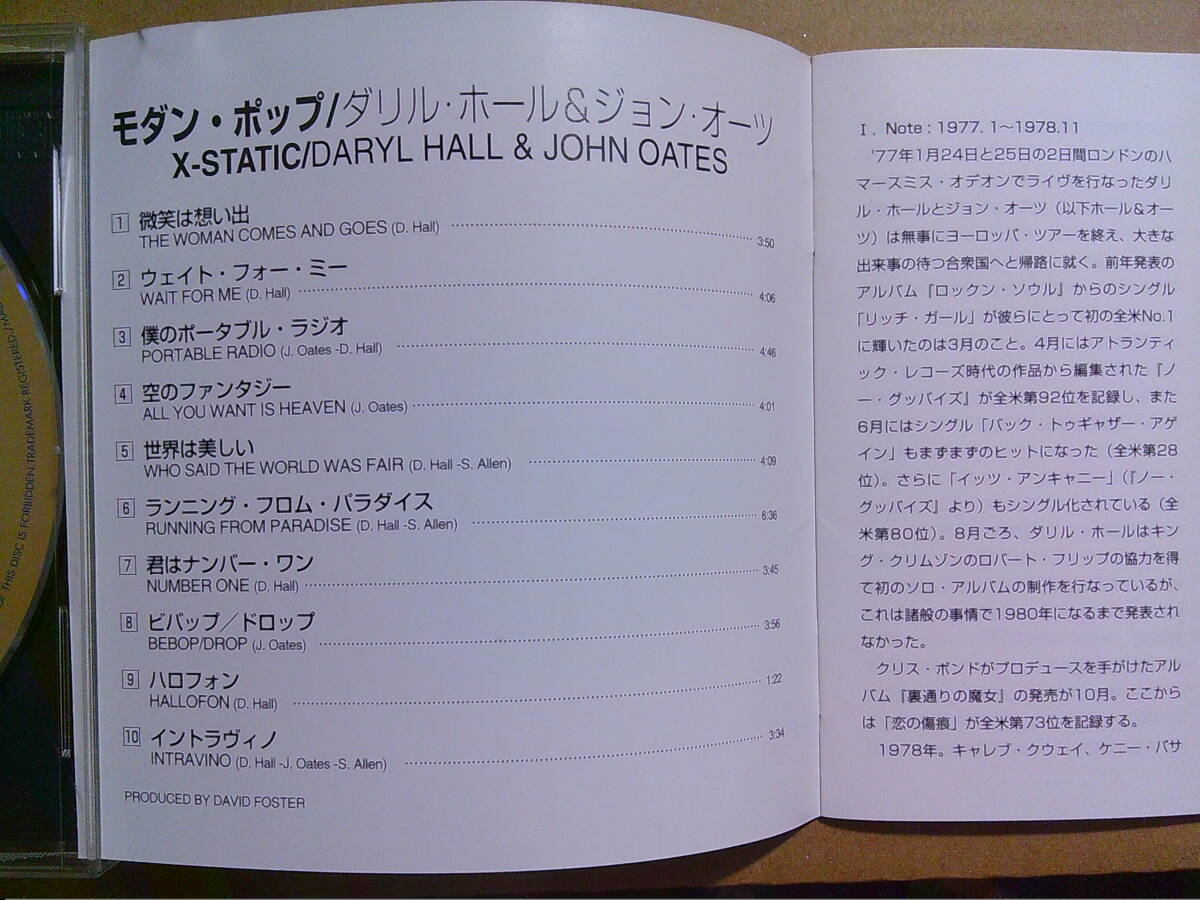 OF THIS DISC IS FORBIDDEN TRADEMARK REGISTERED / MAD
モダン・ポップ/ダリル・ホール&ジョン・オーツ
X-STATIC/DARYL HALL & JOHN OATES
1 微笑は想い出
THE WOMAN COMES AND GOES (D. Hall) 3:50
2 ウェイト・フォー・ミー
WAIT FOR ME (D. Hall) 4:06
3 僕のポータブル・ラジオ
PORTABLE RADIO (J. Oates -D. Hall) 4:46
4 空のファンタジー
ALL YOU WANT IS HEAVEN (J. Oates) 4:01
5 世界は美しい
WHO SAID THE WORLD WAS FAIR (D. Hall -S. Allen) 4:09
6 ランニング・フロム・パラダイス
RUNNING FROM PARADISE (D. Hall -S. Allen) 6:36
7 君はナンバー・ワン
NUMBER ONE (D. Hall) 3:45
8 ビバップ／ドロップ
BEBOP/DROP (J. Oates) 3:56
9 ハロフォン
HALLOFON (D. Hall) 1:22
10 イントラヴィノ
INTRAVINO (D. Hall -J. Oates -S. Allen) 3:34
PRODUCED BY DAVID FOSTER
Ⅰ. Note : 1977. 1～1978.11
'77年1月24日と25日の2日間ロンドンのハ
マースミス・オデオンでライヴを行なったダリ
ル・ホールとジョン・オーツ（以下ホール&オー
ツ）は無事にヨーロッパ・ツアーを終え、大きな
出来事の待つ合衆国へと帰路に就く。前年発表の
アルバム『ロックン・ソウル』からのシングル
「リッチ・ガール」が彼らにとって初の全米No.1
に輝いたのは3月のこと。4月にはアトランティ
ック・レコーズ時代の作品から編集された『ノ
ー・グッバイズ』が全米第92位を記録し、また
6月にはシングル「バック・トゥギャザー・アゲ
イン」もまずまずのヒットになった（全米第28
位）。さらに「イッツ・アンキャニー」（『ノー・
グッバイズ』より）もシングル化されている（全
米第80位）。8月ごろ、ダリル・ホールはキン
グ・クリムゾンのロバート・フリップの協力を得
て初のソロ・アルバムの制作を行なっているが、
これは諸般の事情で1980年になるまで発表され
なかった。
クリス・ボンドがプロデュースを手がけたアル
バム『裏通りの魔女』の発売が10月。ここから
は「恋の傷痕」が全米第73位を記録する。
1978年。キャレブ・クウェイ、ケニー・パサ